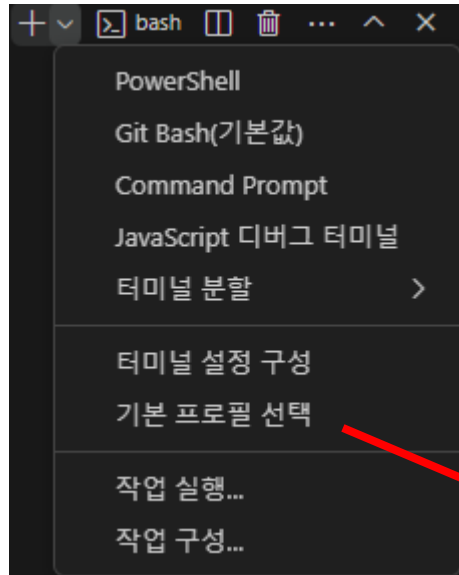 bash
PowerShell
Git Bash(기본값)
Command Prompt
JavaScript 디버그 터미널
터미널 분할
터미널 설정 구성
기본 프로필 선택
작업 실행...
작업 구성...